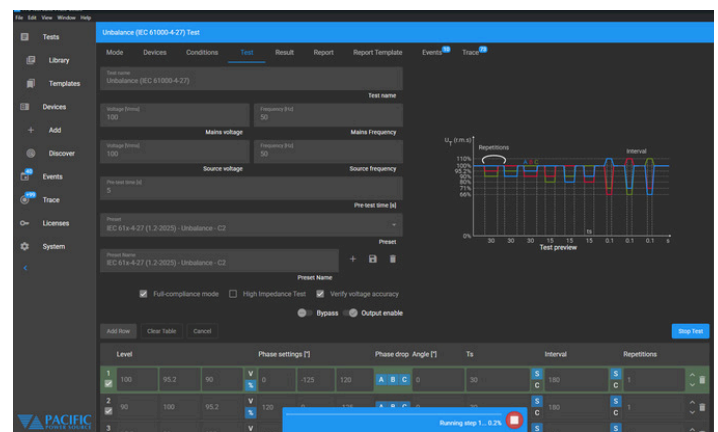 File Edit View Window Help
Tests
Library
Templates
Devices
Add
Discover
Events
Trace
Licenses
System
PACIFIC
POWER SOURCE
Unbalance (IEC 61000-4-27) Test
Mode Devices Conditions Test Result Report Report Template Events Trace
Test name
Unbalance (IEC 61000-4-27)
Test name
Voltage [Vrms]
100
Frequency [Hz]
50
Mains voltage
Mains Frequency
Voltage [Vrms]
100
Frequency [Hz]
50
Source voltage
Source frequency
Pre-test time [s]
5
Pre-test time [s]
Preset
IEC 61x-4-27 (1.2-2025) - Unbalance - C2
Preset
Preset Name
IEC 61x-4-27 (1.2-2025) - Unbalance - C2
Preset Name
Full-compliance mode High Impedance Test Verify voltage accuracy
Bypass Output enable
UT (r.m.s)
Repetitions
A B C
Interval
110%
100%
95.2%
90%
80%
71%
66%
0%
ts
30 30 30 15 15 15 0.1 0.1 0.1 s
Test preview
Add Row Clear Table Cancel Stop Test
Level Phase settings [°] Phase drop Angle [°] Ts Interval Repetitions
1 100 95.2 90 V % 0 -125 120 A B C 0 30 S C 180 S C 1
2 90 100 95.2 V % 120 0 S C 180 S C 1
3 V S S
Running step 1... 0.2%